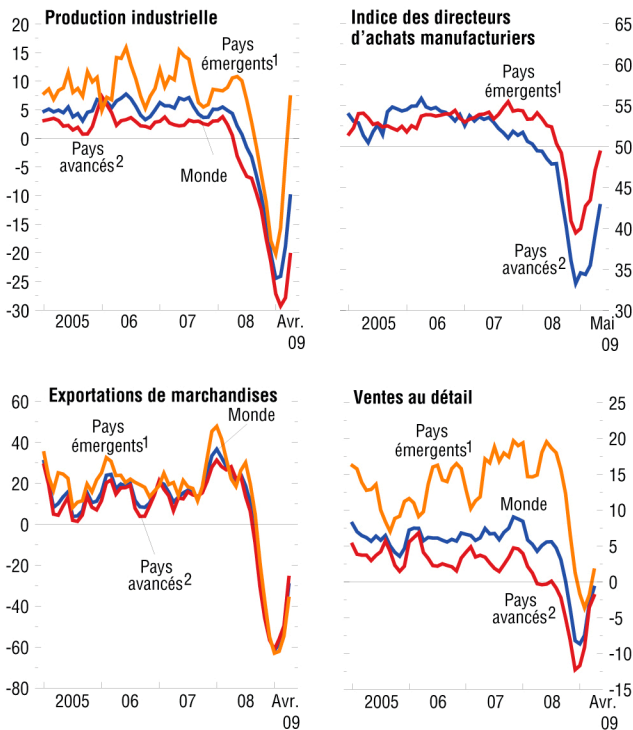 Production industrielle
20
15
10
5
0
-5
-10
-15
-20
-25
-30
Pays
émergents1
Pays
avancés2
Monde
2005 06 07 08 Avr.
09
Indice des directeurs
d'achats manufacturiers
65
60
55
50
45
40
35
30
Pays
émergents1
Pays
avancés2
2005 06 07 08 Mai
09
Exportations de marchandises
60
40
20
0
-20
-40
-60
-80
Monde
Pays
émergents1
Pays
avancés2
2005 06 07 08 Avr.
09
Ventes au détail
25
20
15
10
5
0
-5
-10
-15
Pays
émergents1
Monde
Pays
avancés2
2005 06 07 08 Avr.
09